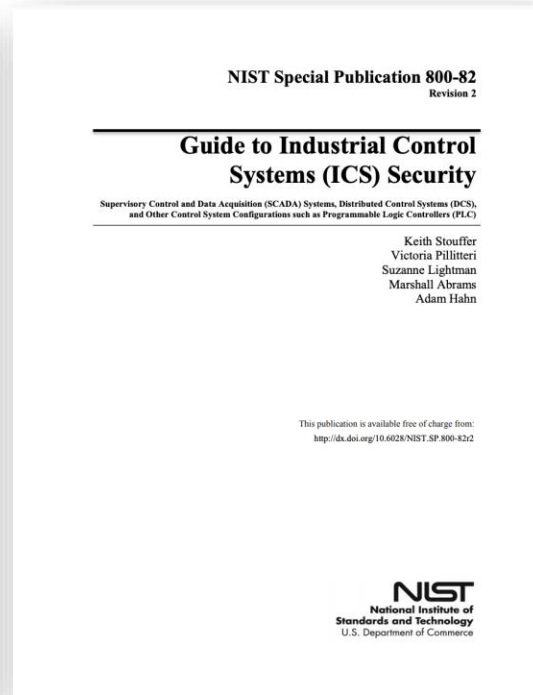 NIST Special Publication 800-82
Revision 2
Guide to Industrial Control
Systems (ICS) Security
Supervisory Control and Data Acquisition (SCADA) Systems, Distributed Control Systems (DCS),
and Other Control System Configurations such as Programmable Logic Controllers (PLC)
Keith Stouffer
Victoria Pillitteri
Suzanne Lightman
Marshall Abrams
Adam Hahn
This publication is available free of charge from:
http://dx.doi.org/10.6028/NIST.SP.800-82r2
NIST
National Institute of
Standards and Technology
U.S. Department of Commerce